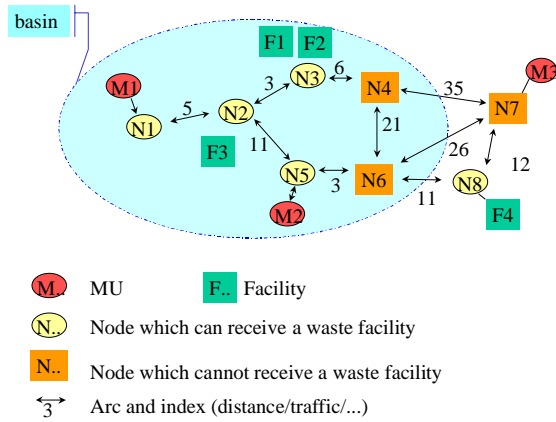 basin
F1 F2
M1
N3
6
N4
35
N7
M3
3
5
N1
N2
F3
11
21
26
12
N5
3
N6
11
N8
M2
F4
M.. MU
F.. Facility
N.. Node which can receive a waste facility
N.. Node which cannot receive a waste facility
3 Arc and index (distance/traffic/...)